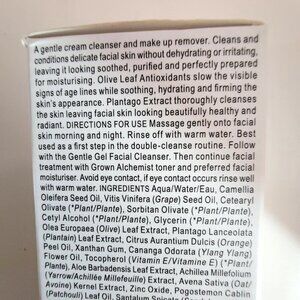 A gentle cream cleanser and make up remover. Cleans and
conditions delicate facial skin without dehydrating or irritating,
leaving it looking soothed, purified and perfectly prepared
for moisturising. Olive Leaf Antioxidants slow the visible
signs of age lines while soothing, hydrating and firming the
skin's appearance. Plantago Extract thoroughly cleanses
the skin leaving facial skin looking beautifully healthy and
radiant. DIRECTIONS FOR USE Massage gently onto facial
skin morning and night. Rinse off with warm water. Best
used as a first step in the double-cleanse routine. Follow
with the Gentle Gel Facial Cleanser. Then continue facial
treatment with Grown Alchemist toner and preferred facial
moisturiser. Avoid eye contact, if eye contact occurs rinse well
with warm water. INGREDIENTS Aqua/Water/Eau, Camellia
Oleifera Seed Oil, Vitis Vinifera (Grape) Seed Oil, Cetearyl
Olivate (*Plant/Plante), Sorbitan Olivate (*Plant/Plante),
Cetyl Alcohol (*Plant/Plante), Glycerin (*Plant/Plante),
Olea Europaea (Olive) Leaf Extract, Plantago Lanceolata
(Plantain) Leaf Extract, Citrus Aurantium Dulcis (Orange)
Peel Oil, Xanthan Gum, Cananga Odorata (Ylang Ylang)
Flower Oil, Tocopherol (Vitamin E/Vitamine E) (*Plant/
Plante), Aloe Barbadensis Leaf Extract, Achillea Millefolium
(Yarrow/Achillée Millefeuille) Extract, Avena Sativa (Oat/
Avoine) Kernel Extract, Zinc Oxide, Pogostemon Cablin
(Patchouli) Leaf Oil, Santalum Spicata